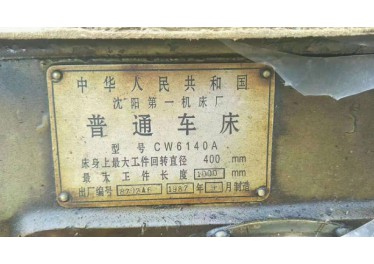 中华人民共和国
沈阳第一机床厂
普通车床
型号 CW6140A
床身上最大工件回转直径 400 mm
最大工件长度 1000 mm
出厂编号 1987年 月制造